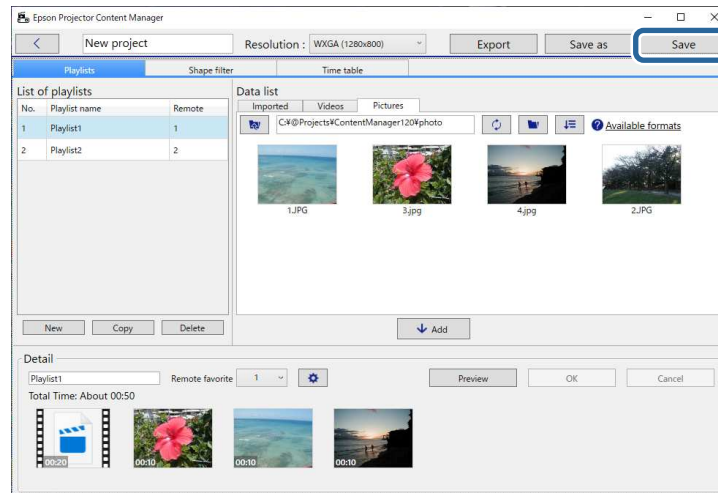 Epson Projector Content Manager
New project
Resolution : WXGA (1280x800)
Export
Save as
Save
Playlists
Shape filter
Time table
List of playlists
No. Playlist name Remote
1 Playlist1 1
2 Playlist2 2
New
Copy
Delete
Data list
Imported
Videos
Pictures
C:¥@Projects¥ContentManager120¥photo
Available formats
1.JPG
3.jpg
4.jpg
2.JPG
Add
Detail
Playlist1
Remote favorite 1
Preview
OK
Cancel
Total Time: About 00:50
00:20
00:10
00:10
00:10